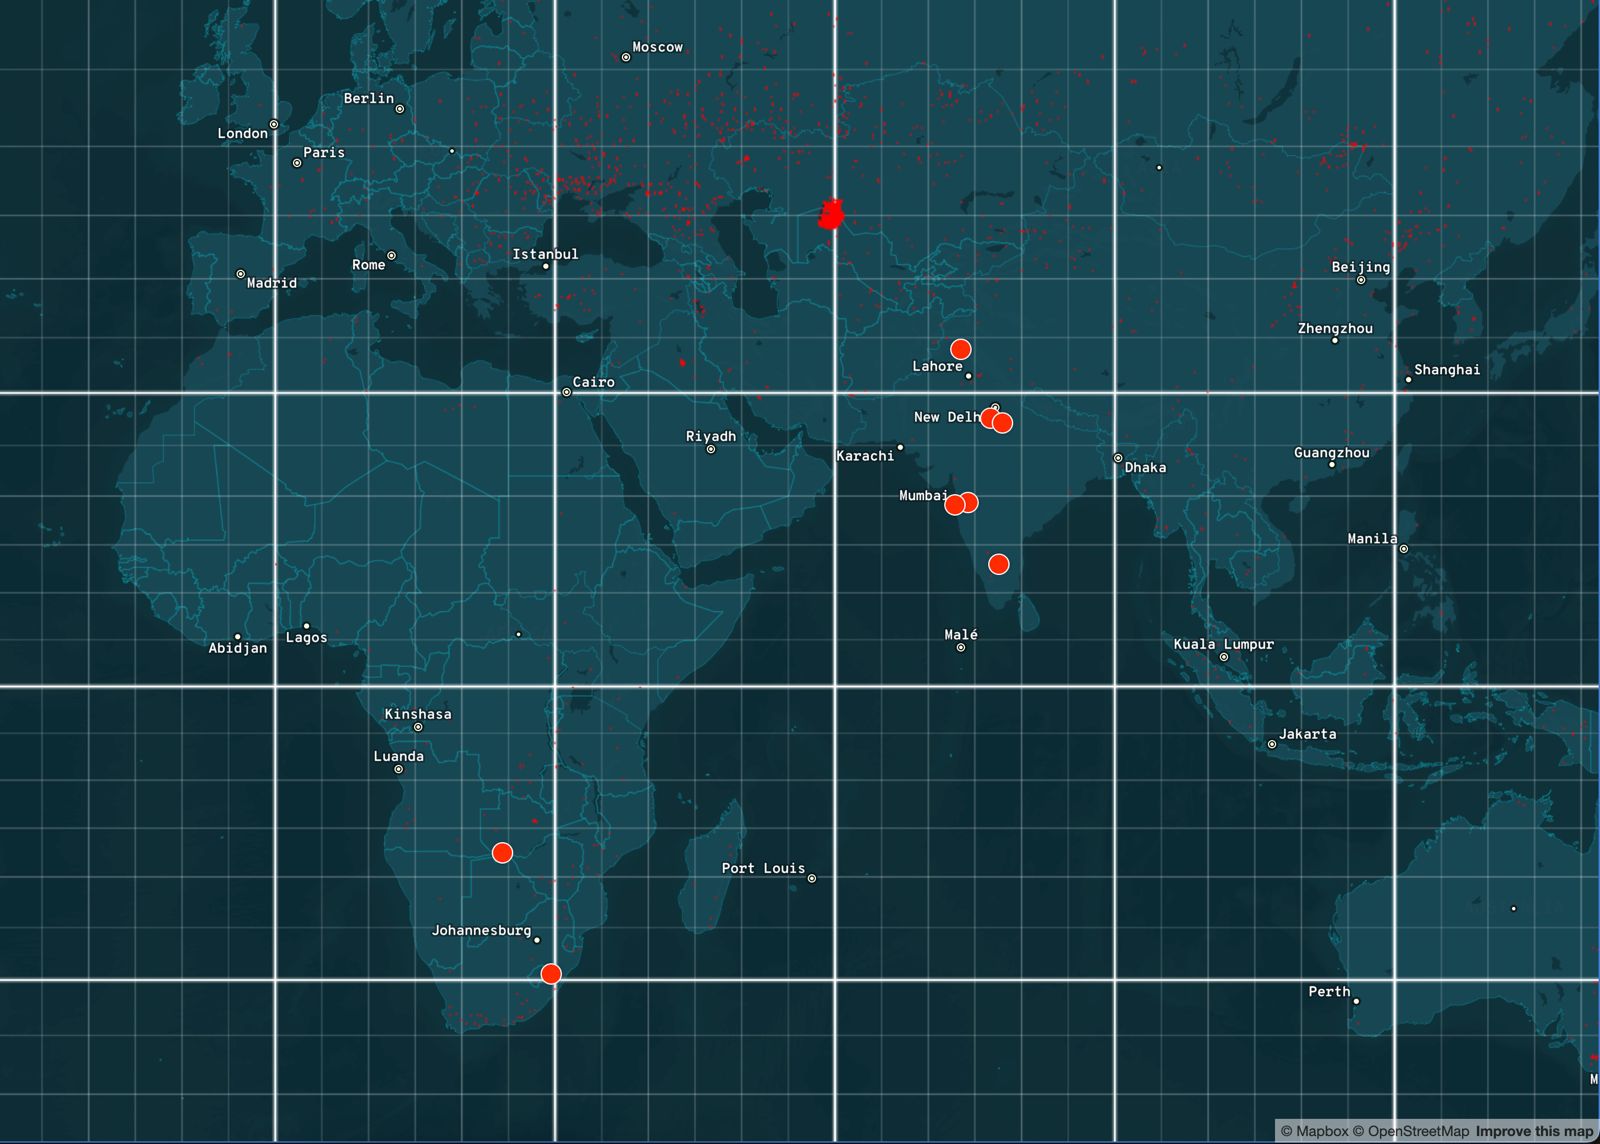 Moscow
Berlin
London
Paris
Istanbul
Rome
Madrid
Beijing
Zhengzhou
Lahore
Shanghai
Cairo
New Delh
Riyadh
Karachi
Guangzhou
Dhaka
Mumbai
Manila
Malé
Lagos
Abidjan
Kuala Lumpur
Kinshasa
Jakarta
Luanda
Port Louis
Johannesburg
Perth
M
© Mapbox © OpenStreetMap Improve this map